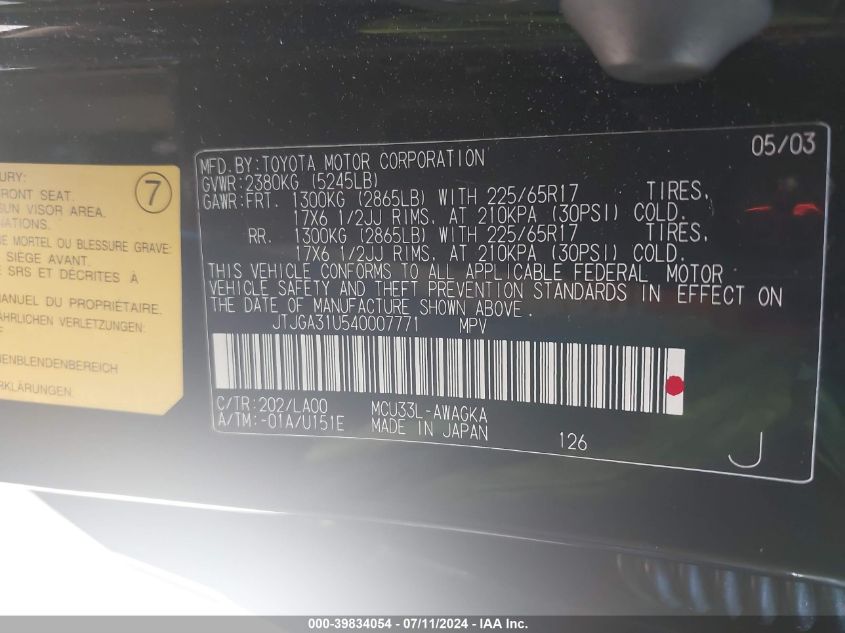 URY:
FRONT SEAT.
SUN VISOR AREA.
NATIONS.
7
E MORTEL OU BLESSURE GRAVE:
SIEGE AVANT.
E SRS ET DÉCRITES À
MANUEL DU PROPRIÉTAIRE.
ÄHRLICHEN VERLETZUNG:
F
NENBLENDENBEREICH
RKLÄRUNGEN.
05/03
MFD.BY:TOYOTA MOTOR CORPORATION
GVWR:2380KG (5245LB)
GAWR:FRT. 1300KG (2865LB) WITH 225/65R17 TIRES,
17X6 1/2JJ RIMS. AT 210KPA (30PSI) COLD.
RR. 1300KG (2865LB) WITH 225/65R17 TIRES,
17X6 1/2JJ RIMS. AT 210KPA (30PSI) COLD.
THIS VEHICLE CONFORMS TO ALL APPLICABLE FEDERAL MOTOR
VEHICLE SAFETY AND THEFT PREVENTION STANDARDS IN EFFECT ON
THE DATE OF MANUFACTURE SHOWN ABOVE.
JTJGA31U540007771 MPV
C/TR:202/LA00 MCU33L-AWAGKA
A/TM:-01A/U151E MADE IN JAPAN 126 J
000-39834054 - 07/11/2024 - IAA Inc.